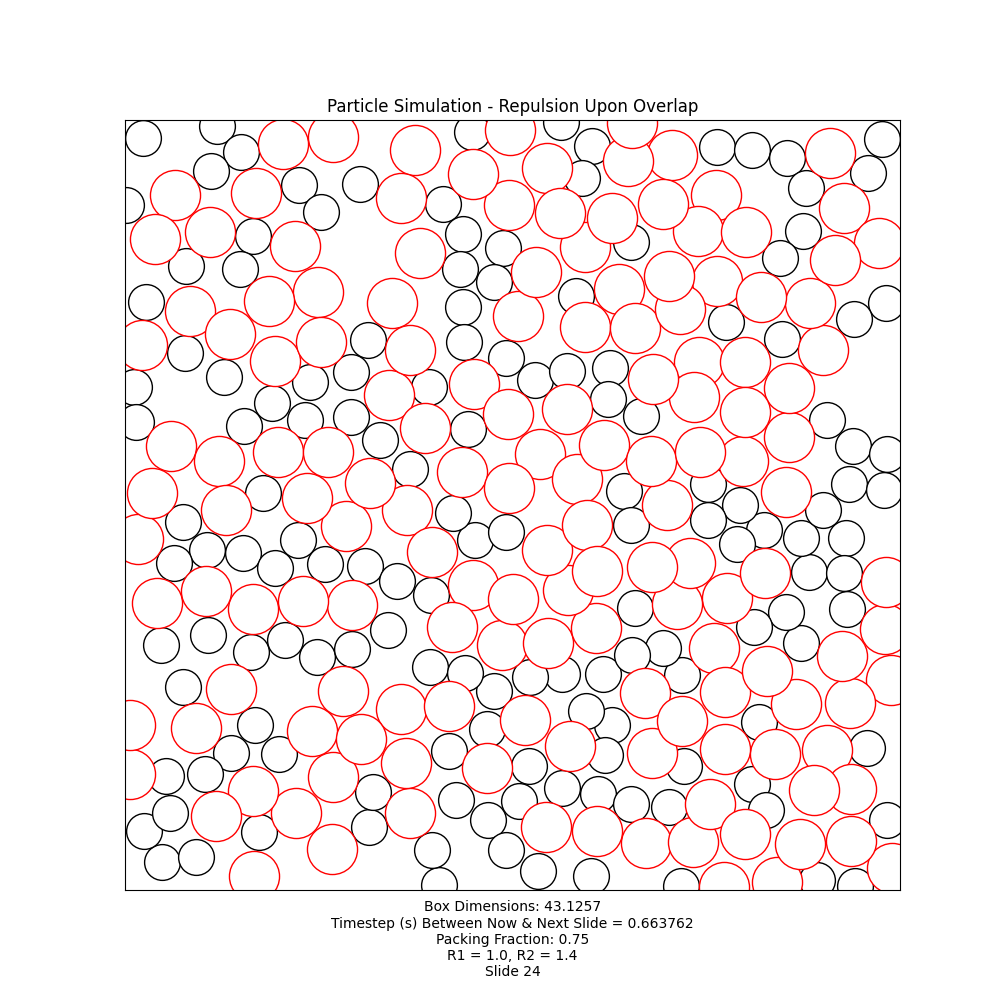 Particle Simulation - Repulsion Upon Overlap
Box Dimensions: 43.1257
Timestep (s) Between Now & Next Slide = 0.663762
Packing Fraction: 0.75
R1 = 1.0, R2 = 1.4
Slide 24